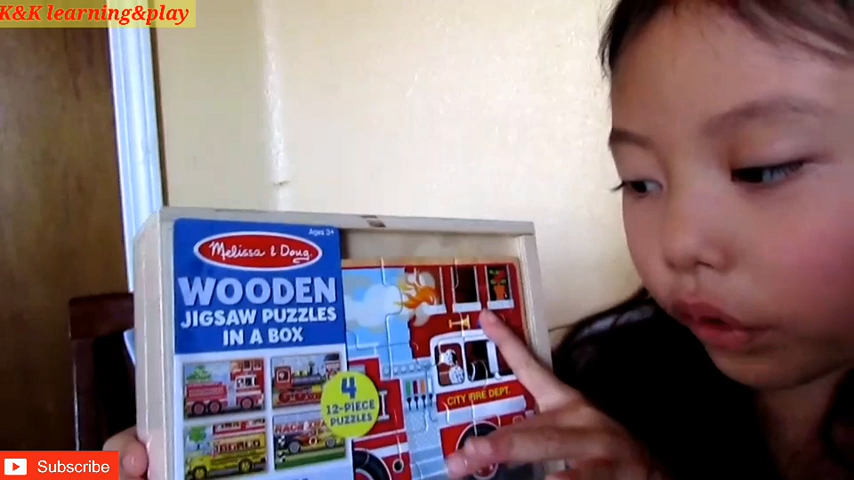 K&K learning&play
Ages 3+
Melissa & Doug
WOODEN
JIGSAW PUZZLES
IN A BOX
4
12-PIECE
PUZZLES
CITY FIRE DEPT.
Subscribe